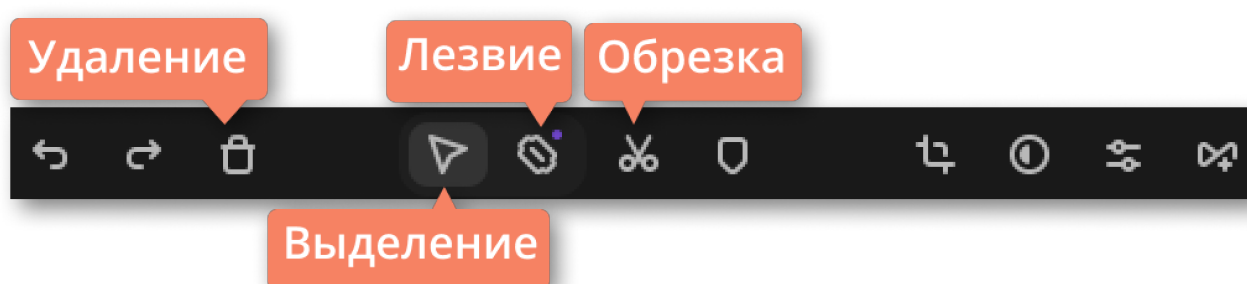 Удаление
Лезвие
Обрезка
Выделение